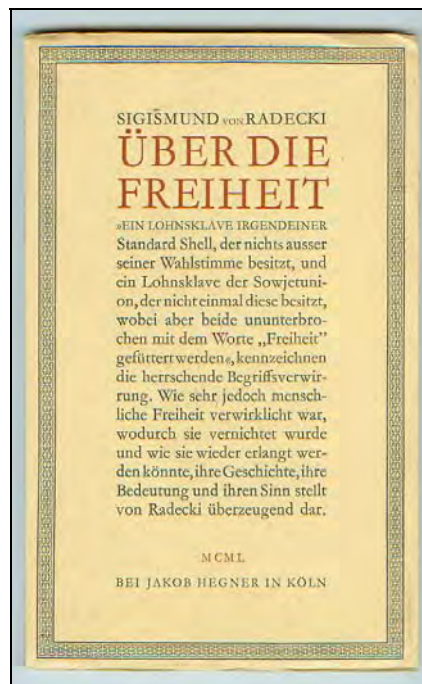 SIGISMUND VON RADECKI
ÜBER DIE
FREIHEIT
»EIN LOHNSKLAVE IRGENDEINER
Standard Shell, der nichts ausser
seiner Wahlstimme besitzt, und
ein Lohnsklave der Sowjetuni-
on, der nicht einmal diese besitzt,
wobei aber beide ununterbro-
chen mit dem Worte „Freiheit”
gefüttert werden«, kennzeichnen
die herrschende Begriffsverwir-
rung. Wie sehr jedoch mensch-
liche Freiheit verwirklicht war,
wodurch sie vernichtet wurde
und wie sie wieder erlangt wer-
den könnte, ihre Geschichte, ihre
Bedeutung und ihren Sinn stellt
von Radecki überzeugend dar.
MCML
BEI JAKOB HEGNER IN KÖLN